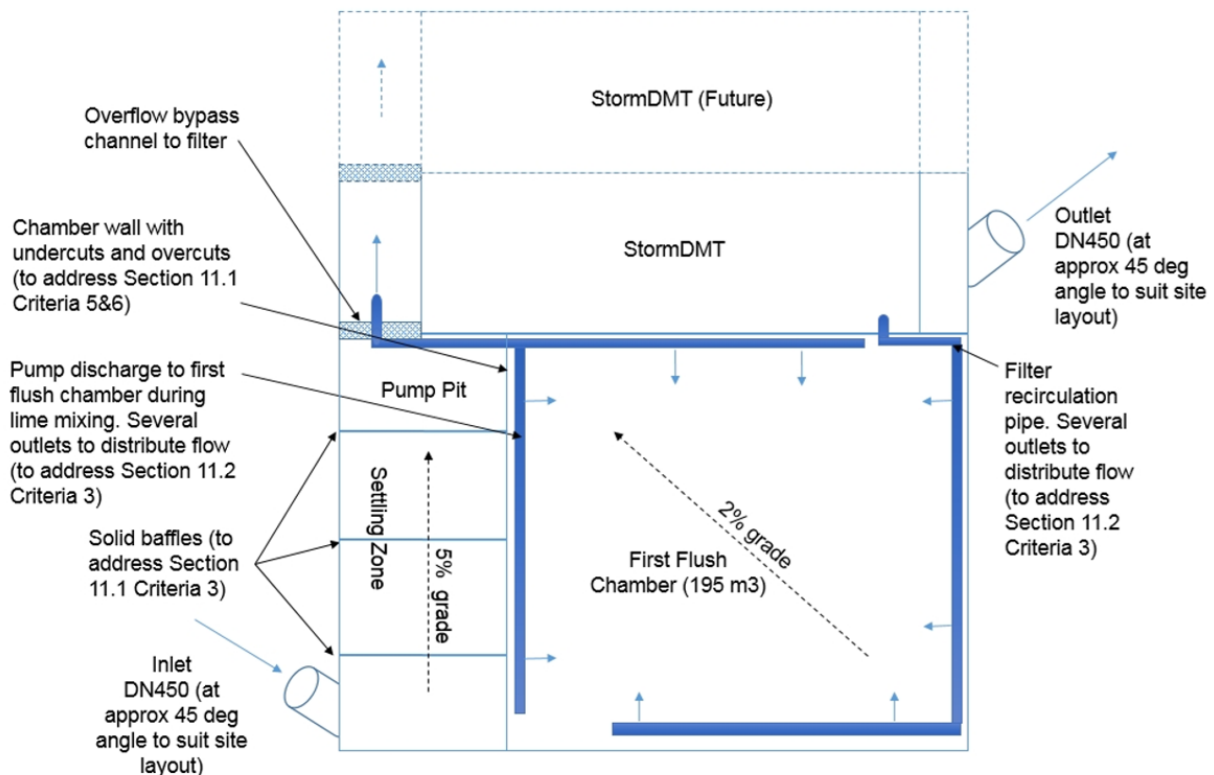 StormDMT (Future)
Overflow bypass
channel to filter
Chamber wall with
undercuts and overcuts
(to address Section 11.1
Criteria 5&6)
StormDMT
Outlet
DN450 (at
approx 45 deg
angle to suit site
layout)
Pump discharge to first
flush chamber during
lime mixing. Several
outlets to distribute flow
(to address Section 11.2
Criteria 3)
Pump Pit
Filter
recirculation
pipe. Several
outlets to
distribute flow
(to address
Section 11.2
Criteria 3)
Solid baffles (to
address Section
11.1 Criteria 3)
Settling Zone
5% grade
2% grade
First Flush
Chamber (195 m3)
Inlet
DN450 (at
approx 45 deg
angle to suit site
layout)